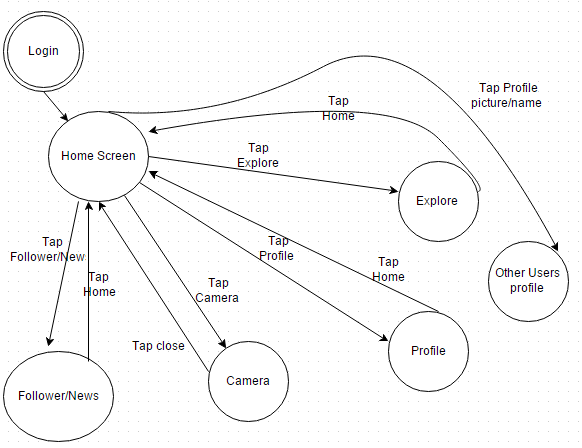 Login
Tap Profile
picture/name
Tap
Home
Home Screen
Tap
Explore
Explore
Tap
Follower/New
Tap
Profile
Tap
Home
Tap
Home
Tap
Camera
Other Users
profile
Tap close
Profile
Follower/News
Camera